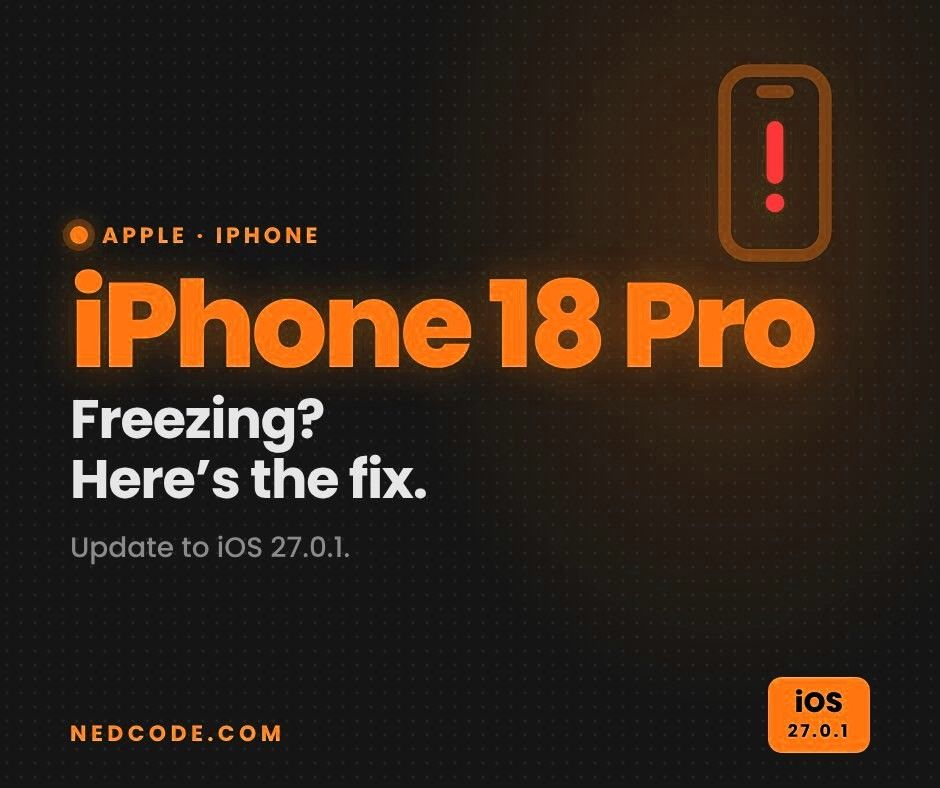 APPLE · IPHONE
iPhone 18 Pro
Freezing?
Here’s the fix.
Update to iOS 27.0.1.
NEDCODE.COM
iOS
27.0.1